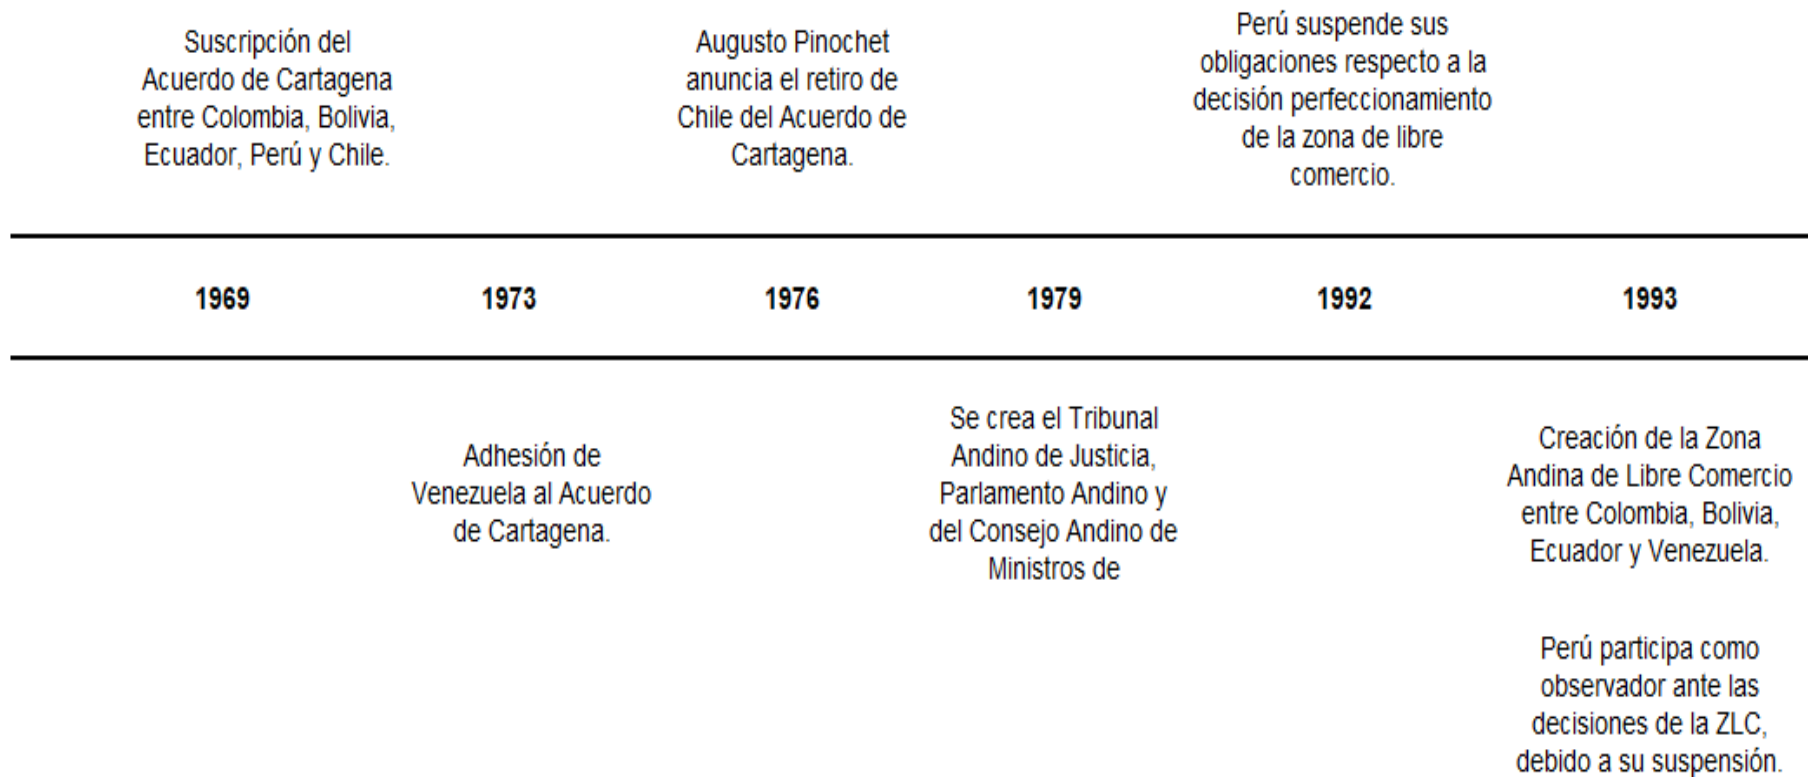 Suscripción del
Acuerdo de Cartagena
entre Colombia, Bolivia,
Ecuador, Perú y Chile.
Augusto Pinochet
anuncia el retiro de
Chile del Acuerdo de
Cartagena.
Perú suspende sus
obligaciones respecto a la
decisión perfeccionamiento
de la zona de libre
comercio.
1969 1973 1976 1979 1992 1993
Adhesión de
Venezuela al Acuerdo
de Cartagena.
Se crea el Tribunal
Andino de Justicia,
Parlamento Andino y
del Consejo Andino de
Ministros de
Creación de la Zona
Andina de Libre Comercio
entre Colombia, Bolivia,
Ecuador y Venezuela.
Perú participa como
observador ante las
decisiones de la ZLC,
debido a su suspensión.